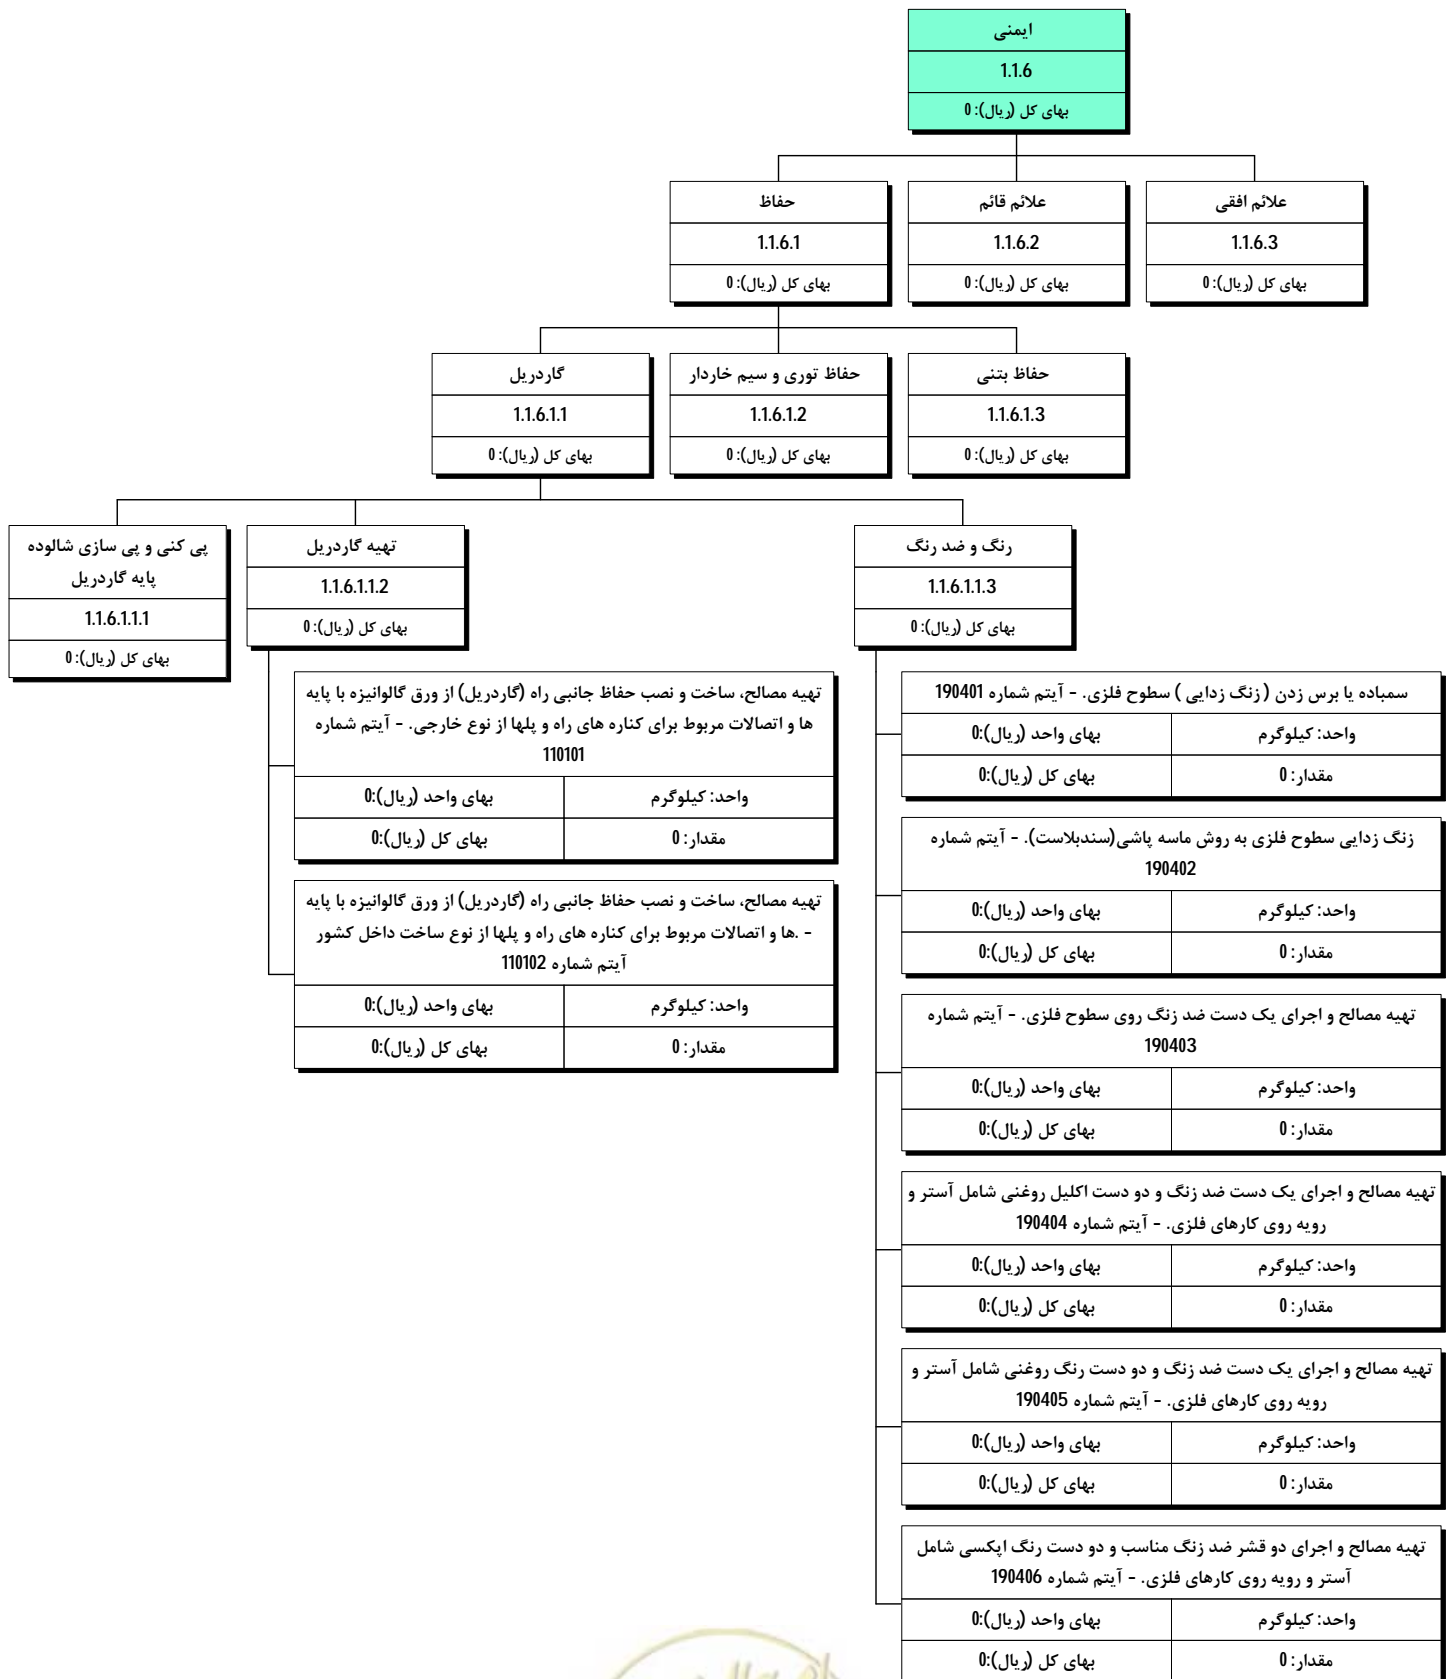 ایمنی
1.1.6
بهای کل (ریال): 0
حفاظ
1.1.6.1
بهای کل (ریال): 0
علائم قائم
1.1.6.2
بهای کل (ریال): 0
علائم افقی
1.1.6.3
بهای کل (ریال): 0
گاردریل
1.1.6.1.1
بهای کل (ریال): 0
حفاظ توری و سیم خاردار
1.1.6.1.2
بهای کل (ریال): 0
حفاظ بتنی
1.1.6.1.3
بهای کل (ریال): 0
پی کنی و پی سازی شالوده
پایه گاردریل
1.1.6.1.1.1
بهای کل (ریال): 0
تهیه گاردریل
1.1.6.1.1.2
بهای کل (ریال): 0
رنگ و ضد رنگ
1.1.6.1.1.3
بهای کل (ریال): 0
تهیه مصالح، ساخت و نصب حفاظ جانبی راه (گاردریل) از ورق گالوانیزه با پایه
ها و اتصالات مربوط برای کناره های راه و پلها از نوع خارجی. - آیتم شماره
110101
واحد: کیلوگرم
بهای واحد (ریال):0
مقدار: 0
بهای کل (ریال):0
تهیه مصالح، ساخت و نصب حفاظ جانبی راه (گاردریل) از ورق گالوانیزه با پایه
- .ها و اتصالات مربوط برای کناره های راه و پلها از نوع ساخت داخل کشور
آیتم شماره 110102
واحد: کیلوگرم
بهای واحد (ریال):0
مقدار: 0
بهای کل (ریال):0
سمباده یا برس زدن ( زنگ زدایی ) سطوح فلزی. - آیتم شماره 190401
واحد: کیلوگرم
بهای واحد (ریال):0
مقدار: 0
بهای کل (ریال):0
زنگ زدایی سطوح فلزی به روش ماسه پاشی(سندبلاست). - آیتم شماره
190402
واحد: کیلوگرم
بهای واحد (ریال):0
مقدار: 0
بهای کل (ریال):0
تهیه مصالح و اجرای یک دست ضد زنگ روی سطوح فلزی. - آیتم شماره
190403
واحد: کیلوگرم
بهای واحد (ریال):0
مقدار: 0
بهای کل (ریال):0
تهیه مصالح و اجرای یک دست ضد زنگ و دو دست اکلیل روغنی شامل آستر و
رویه روی کارهای فلزی. - آیتم شماره 190404
واحد: کیلوگرم
بهای واحد (ریال):0
مقدار: 0
بهای کل (ریال):0
تهیه مصالح و اجرای یک دست ضد زنگ و دو دست رنگ روغنی شامل آستر و
رویه روی کارهای فلزی. - آیتم شماره 190405
واحد: کیلوگرم
بهای واحد (ریال):0
مقدار: 0
بهای کل (ریال):0
تهیه مصالح و اجرای دو قشر ضد زنگ مناسب و دو دست رنگ اپکسی شامل
آستر و رویه روی کارهای فلزی. - آیتم شماره 190406
واحد: کیلوگرم
بهای واحد (ریال):0
مقدار: 0
بهای کل (ریال):0